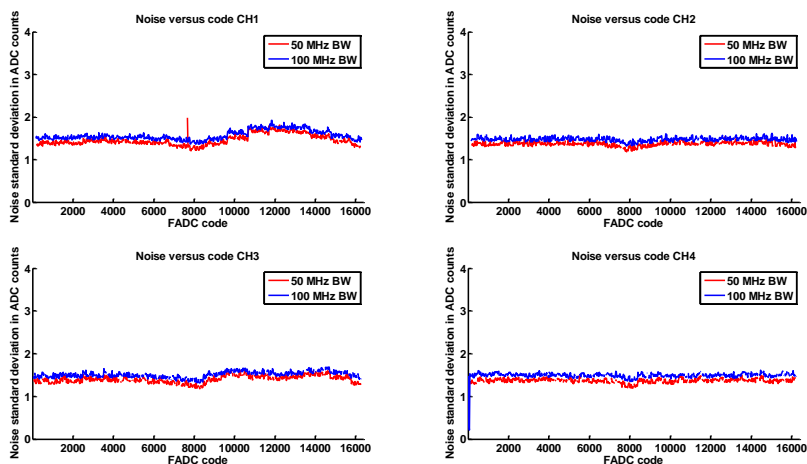 Noise versus code CH1
Noise standard deviation in ADC counts
4
3
2
1
0
50 MHz BW
100 MHz BW
2000 4000 6000 8000 10000 12000 14000 16000
FADC code
Noise versus code CH2
Noise standard deviation in ADC counts
4
3
2
1
0
50 MHz BW
100 MHz BW
2000 4000 6000 8000 10000 12000 14000 16000
FADC code
Noise versus code CH3
Noise standard deviation in ADC counts
4
3
2
1
0
50 MHz BW
100 MHz BW
2000 4000 6000 8000 10000 12000 14000 16000
FADC code
Noise versus code CH4
Noise standard deviation in ADC counts
4
3
2
1
0
50 MHz BW
100 MHz BW
2000 4000 6000 8000 10000 12000 14000 16000
FADC code